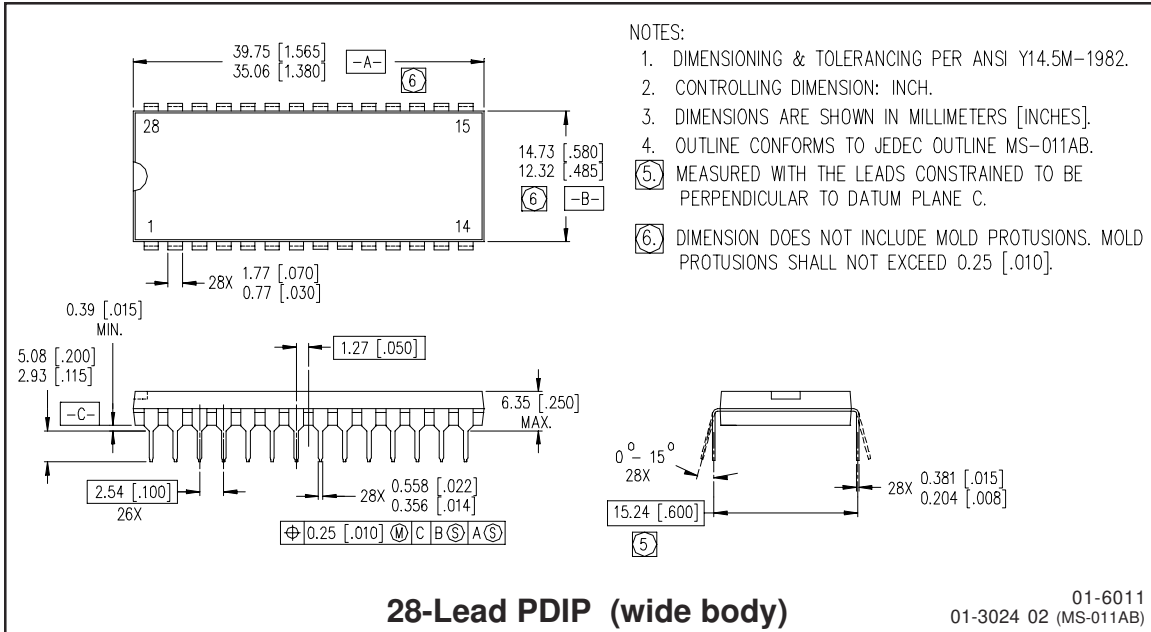 39.75 [1.565]
35.06 [1.380]
-A-
6
28
15
1
14
14.73 [.580]
12.32 [.485]
6
-B-
28X 1.77 [.070]
0.77 [.030]
NOTES:
1. DIMENSIONING & TOLERANCING PER ANSI Y14.5M-1982.
2. CONTROLLING DIMENSION: INCH.
3. DIMENSIONS ARE SHOWN IN MILLIMETERS [INCHES].
4. OUTLINE CONFORMS TO JEDEC OUTLINE MS-011AB.
5. MEASURED WITH THE LEADS CONSTRAINED TO BE
PERPENDICULAR TO DATUM PLANE C.
6. DIMENSION DOES NOT INCLUDE MOLD PROTUSIONS. MOLD
PROTUSIONS SHALL NOT EXCEED 0.25 [.010].
0.39 [.015]
MIN.
5.08 [.200]
2.93 [.115]
-C-
1.27 [.050]
6.35 [.250]
MAX.
2.54 [.100]
26X
28X 0.558 [.022]
0.356 [.014]
⌖ 0.25 [.010] Ⓜ C B Ⓢ A Ⓢ
0° - 15°
28X
15.24 [.600]
5
28X 0.381 [.015]
0.204 [.008]
28-Lead PDIP (wide body)
01-6011
01-3024 02 (MS-011AB)